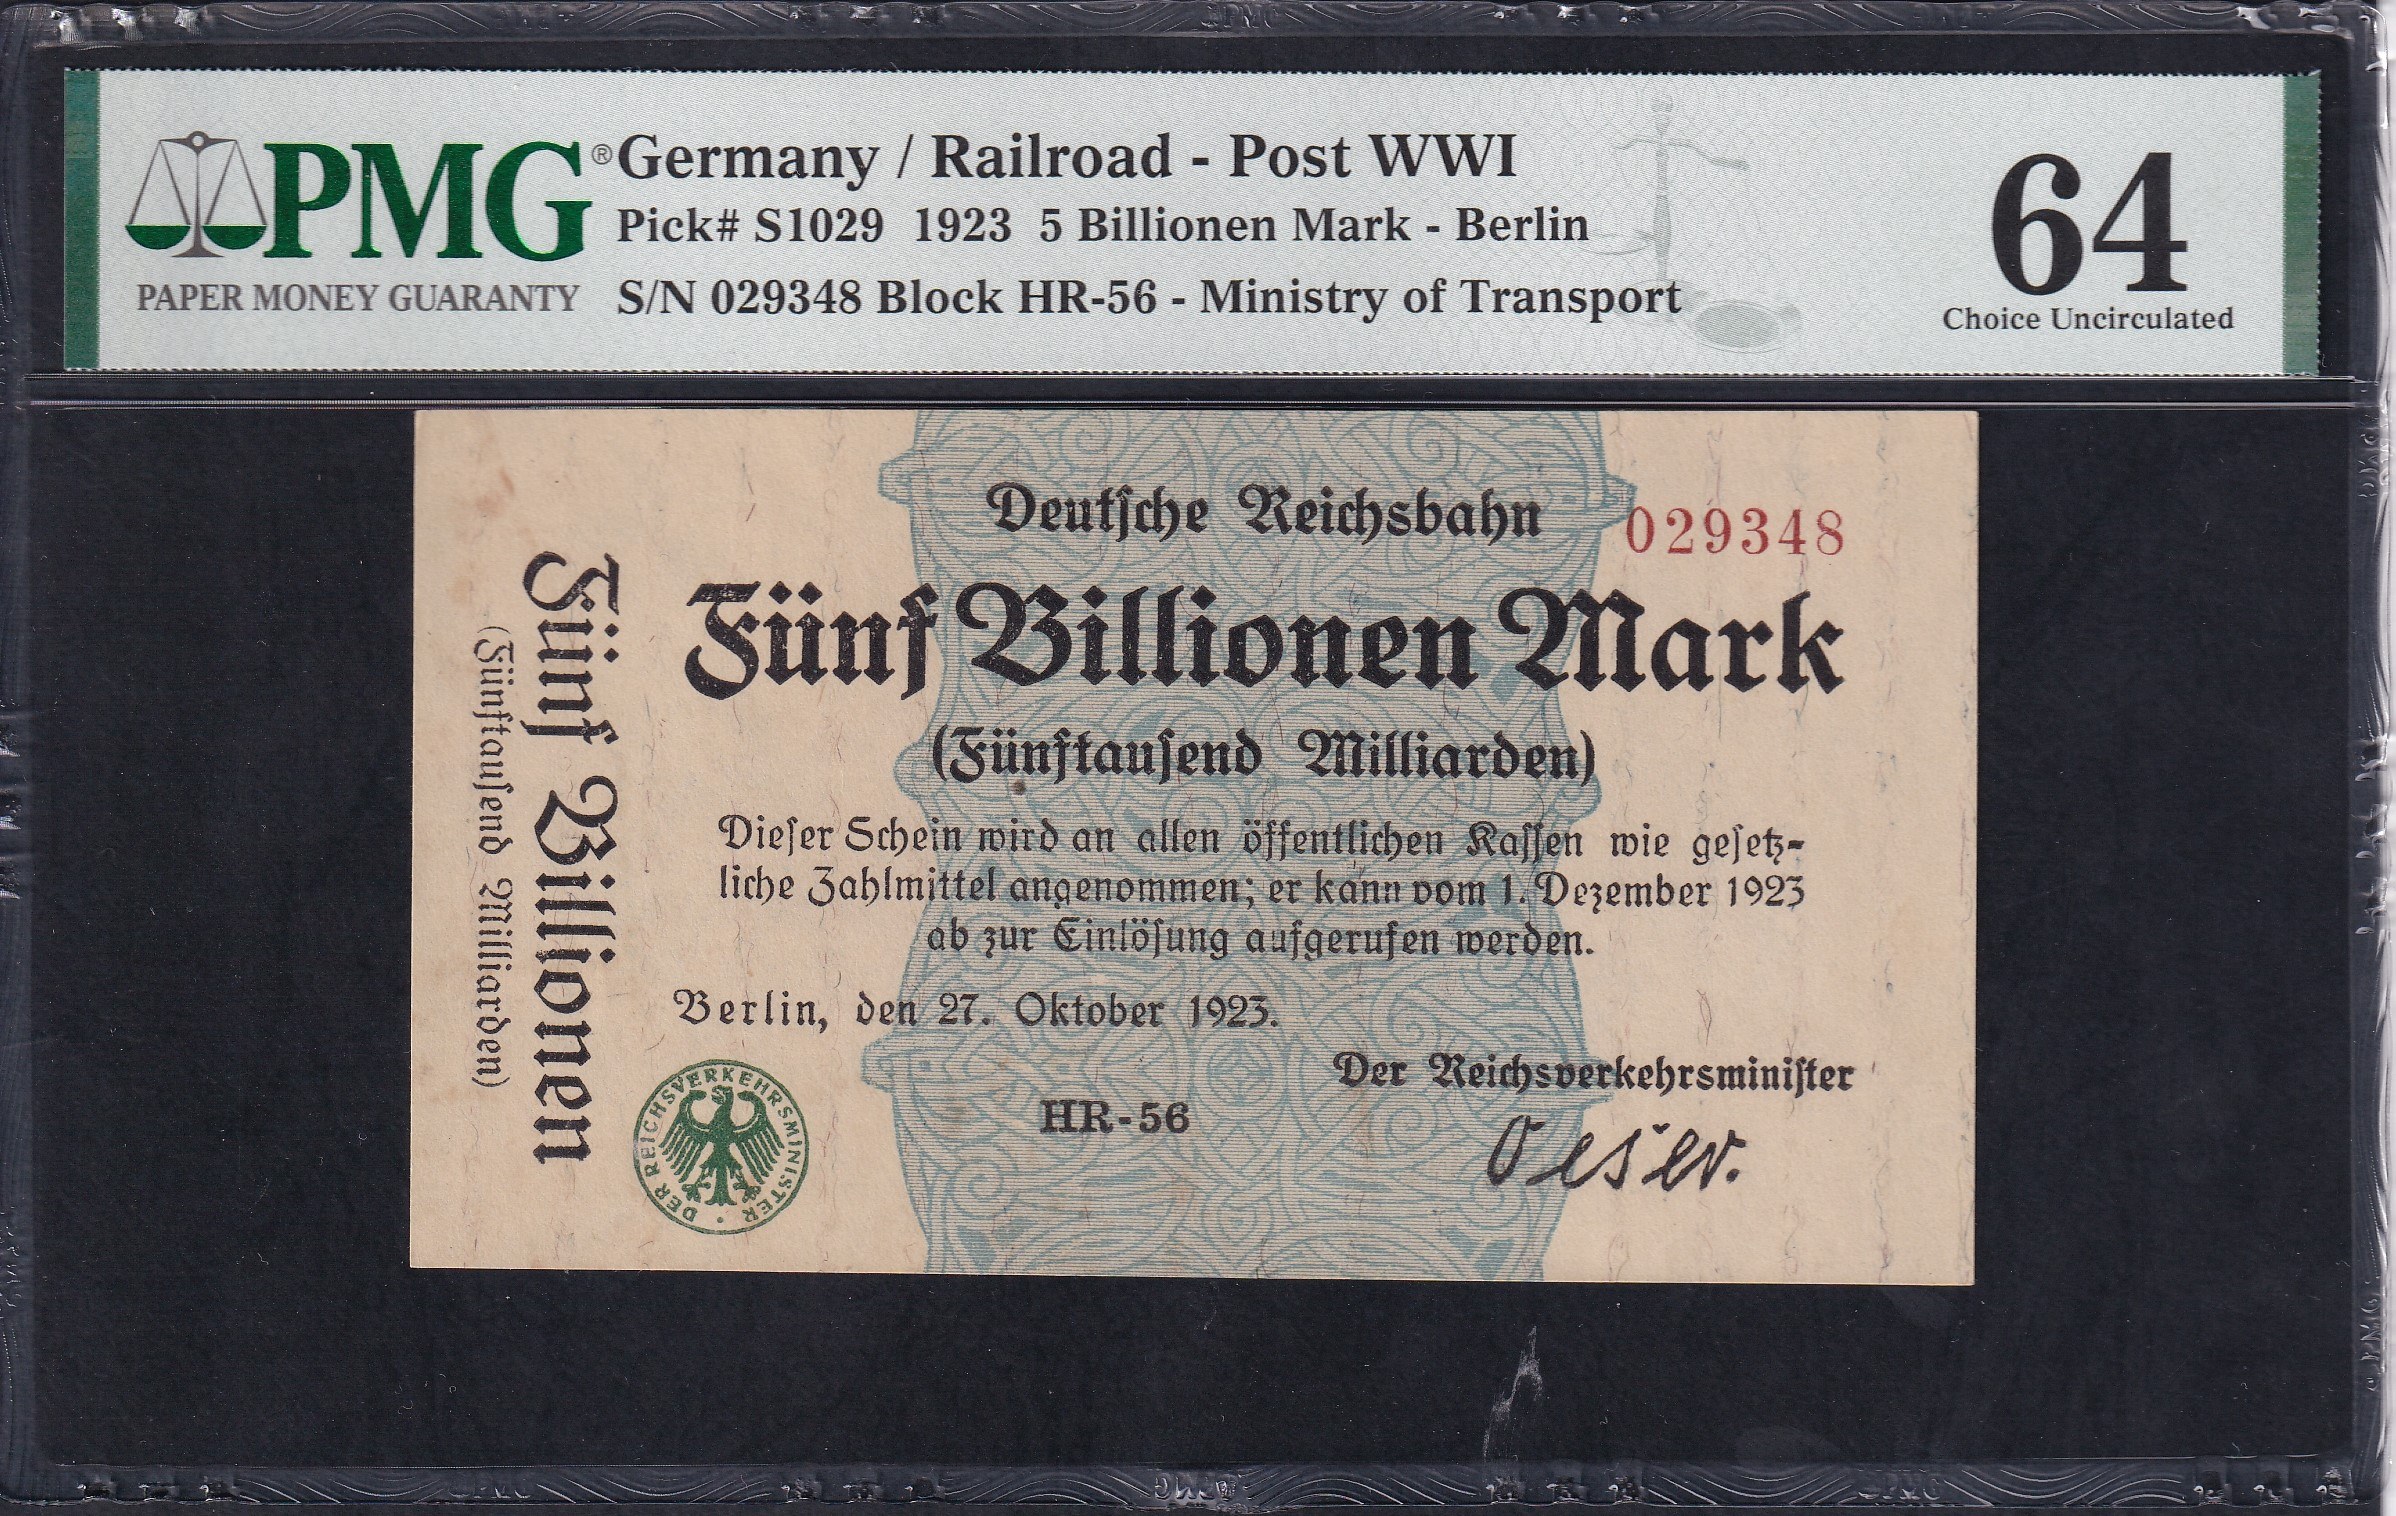 PMG®
PAPER MONEY GUARANTY
Germany / Railroad - Post WWI
Pick# S1029 1923 5 Billionen Mark - Berlin
S/N 029348 Block HR-56 - Ministry of Transport
64
Choice Uncirculated
Deutſche Reichsbahn
029348
Fünf Billionen Mark
(Fünftauſend Milliarden)
Dieſer Schein wird an allen öffentlichen Kaſſen wie geſetz-
liche Zahlmittel angenommen; er kann vom 1. Dezember 1923
ab zur Einlöſung aufgerufen werden.
Berlin, den 27. Oktober 1923.
Der Reichsverkehrsminiſter
HR-56
Oeser.
DER REICHSVERKEHRSMINISTER
Fünf Billionen
(Fünftauſend Milliarden)